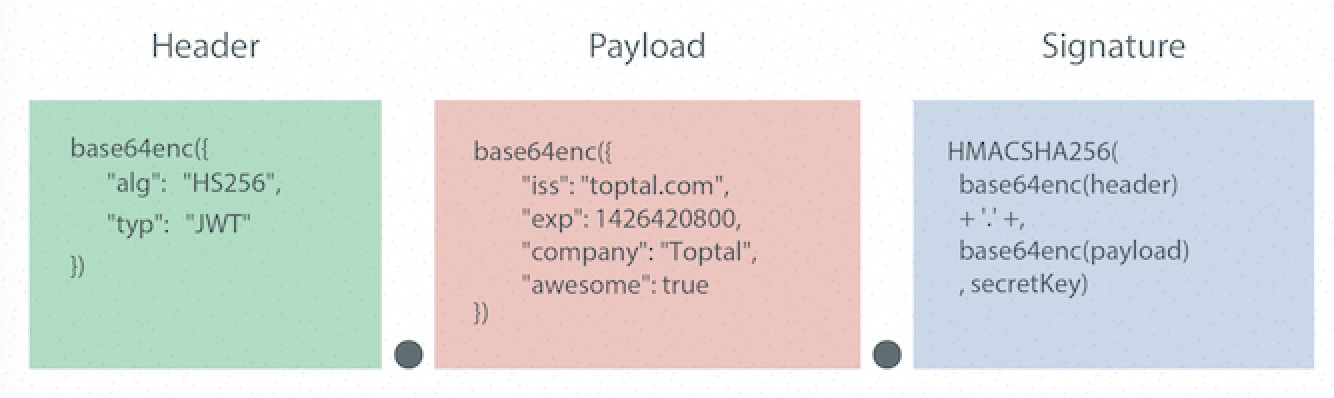 Header
base64enc({
"alg": "HS256",
"typ": "JWT"
})
Payload
base64enc({
"iss": "toptal.com",
"exp": 1426420800,
"company": "Toptal",
"awesome": true
})
Signature
HMACSHA256(
base64enc(header)
+ '.' +,
base64enc(payload)
, secretKey)